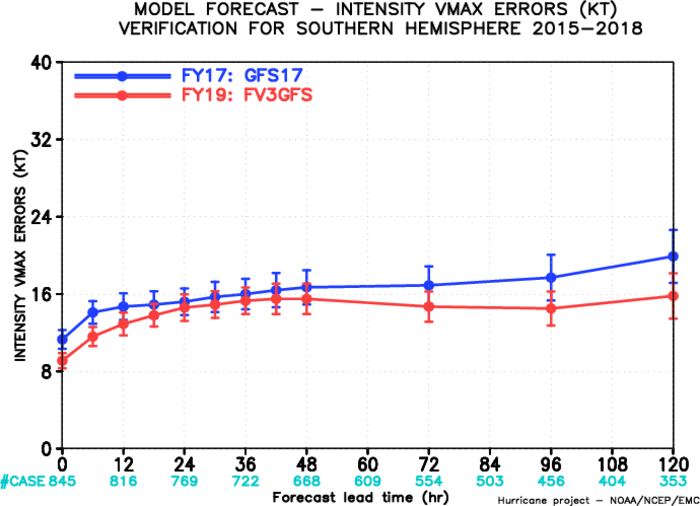 MODEL FORECAST – INTENSITY VMAX ERRORS (KT)
VERIFICATION FOR SOUTHERN HEMISPHERE 2015–2018
40
FY17: GFS17
FY19: FV3GFS
32
24
16
8
0
INTENSITY VMAX ERRORS (KT)
0 12 24 36 48 60 72 84 96 108 120
#CASE 845 816 769 722 668 609 554 503 456 404 353
Forecast lead time (hr)
Hurricane project – NOAA/NCEP/EMC